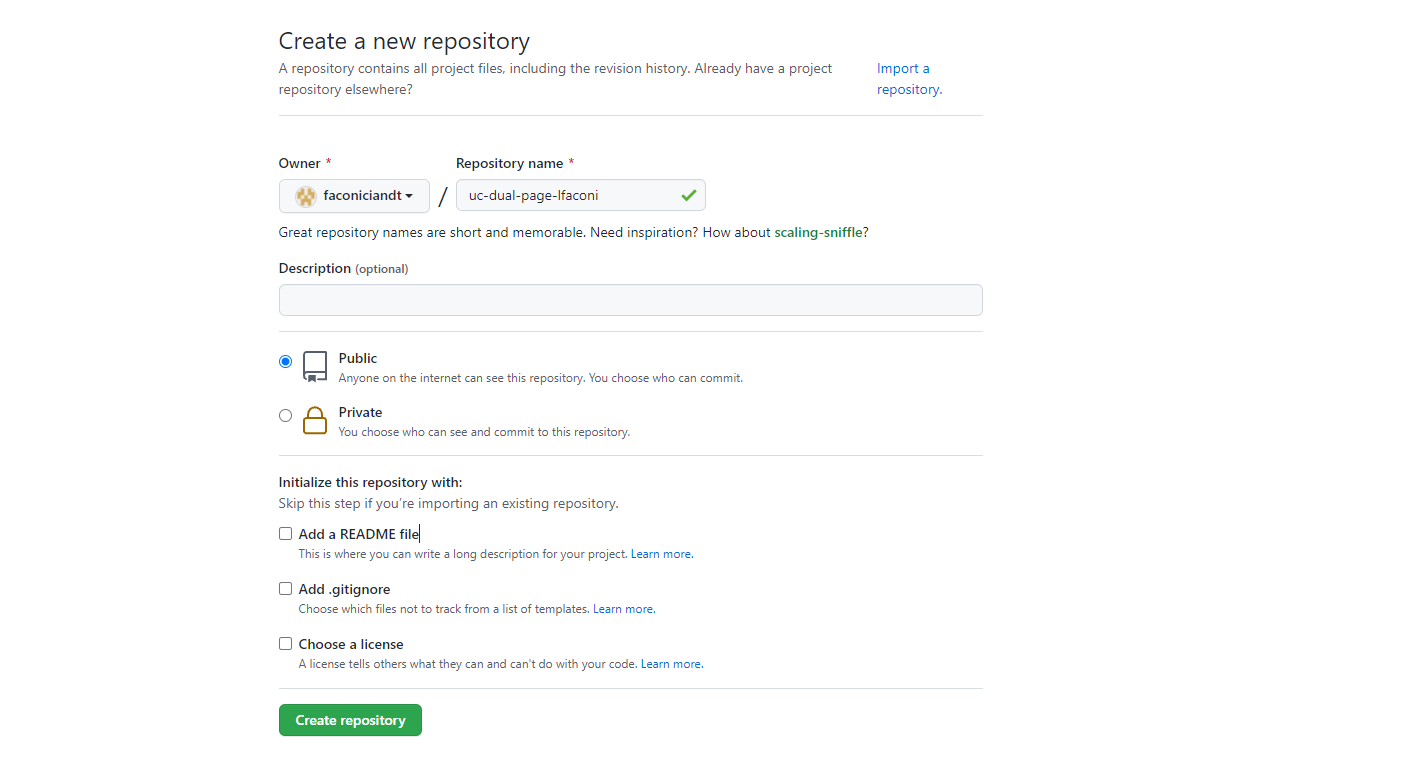 Create a new repository
A repository contains all project files, including the revision history. Already have a project
repository elsewhere?
Import a
repository.
Owner *
Repository name *
faconiciandt
/
uc-dual-page-lfaconi
Great repository names are short and memorable. Need inspiration? How about scaling-sniffle?
Description (optional)
Public
Anyone on the internet can see this repository. You choose who can commit.
Private
You choose who can see and commit to this repository.
Initialize this repository with:
Skip this step if you're importing an existing repository.
Add a README file
This is where you can write a long description for your project. Learn more.
Add .gitignore
Choose which files not to track from a list of templates. Learn more.
Choose a license
A license tells others what they can and can't do with your code. Learn more.
Create repository